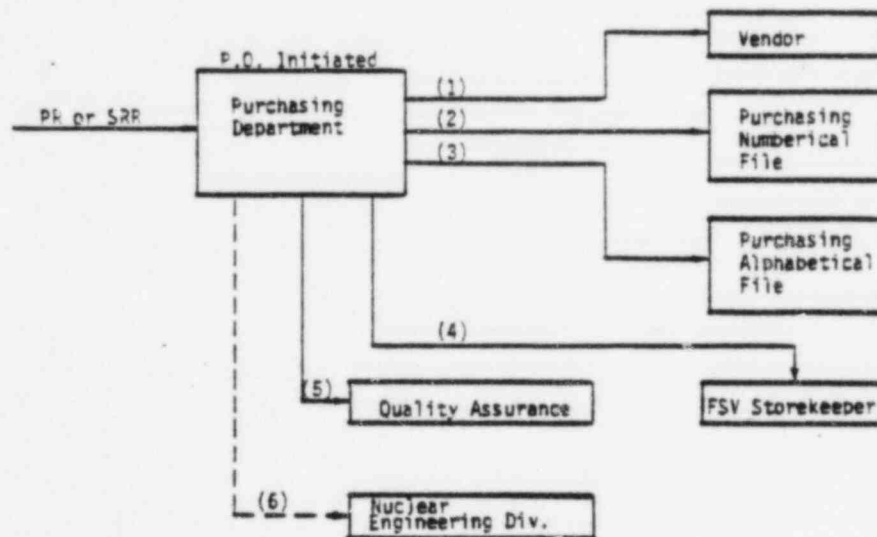 P.O. Initiated
PR or SRR
Purchasing
Department
(1)
(2)
(3)
Vendor
Purchasing
Numberical
File
Purchasing
Alphabetical
File
(4)
(5)
Quality Assurance
FSV Storekeeper
(6)
Nuclear
Engineering Div.